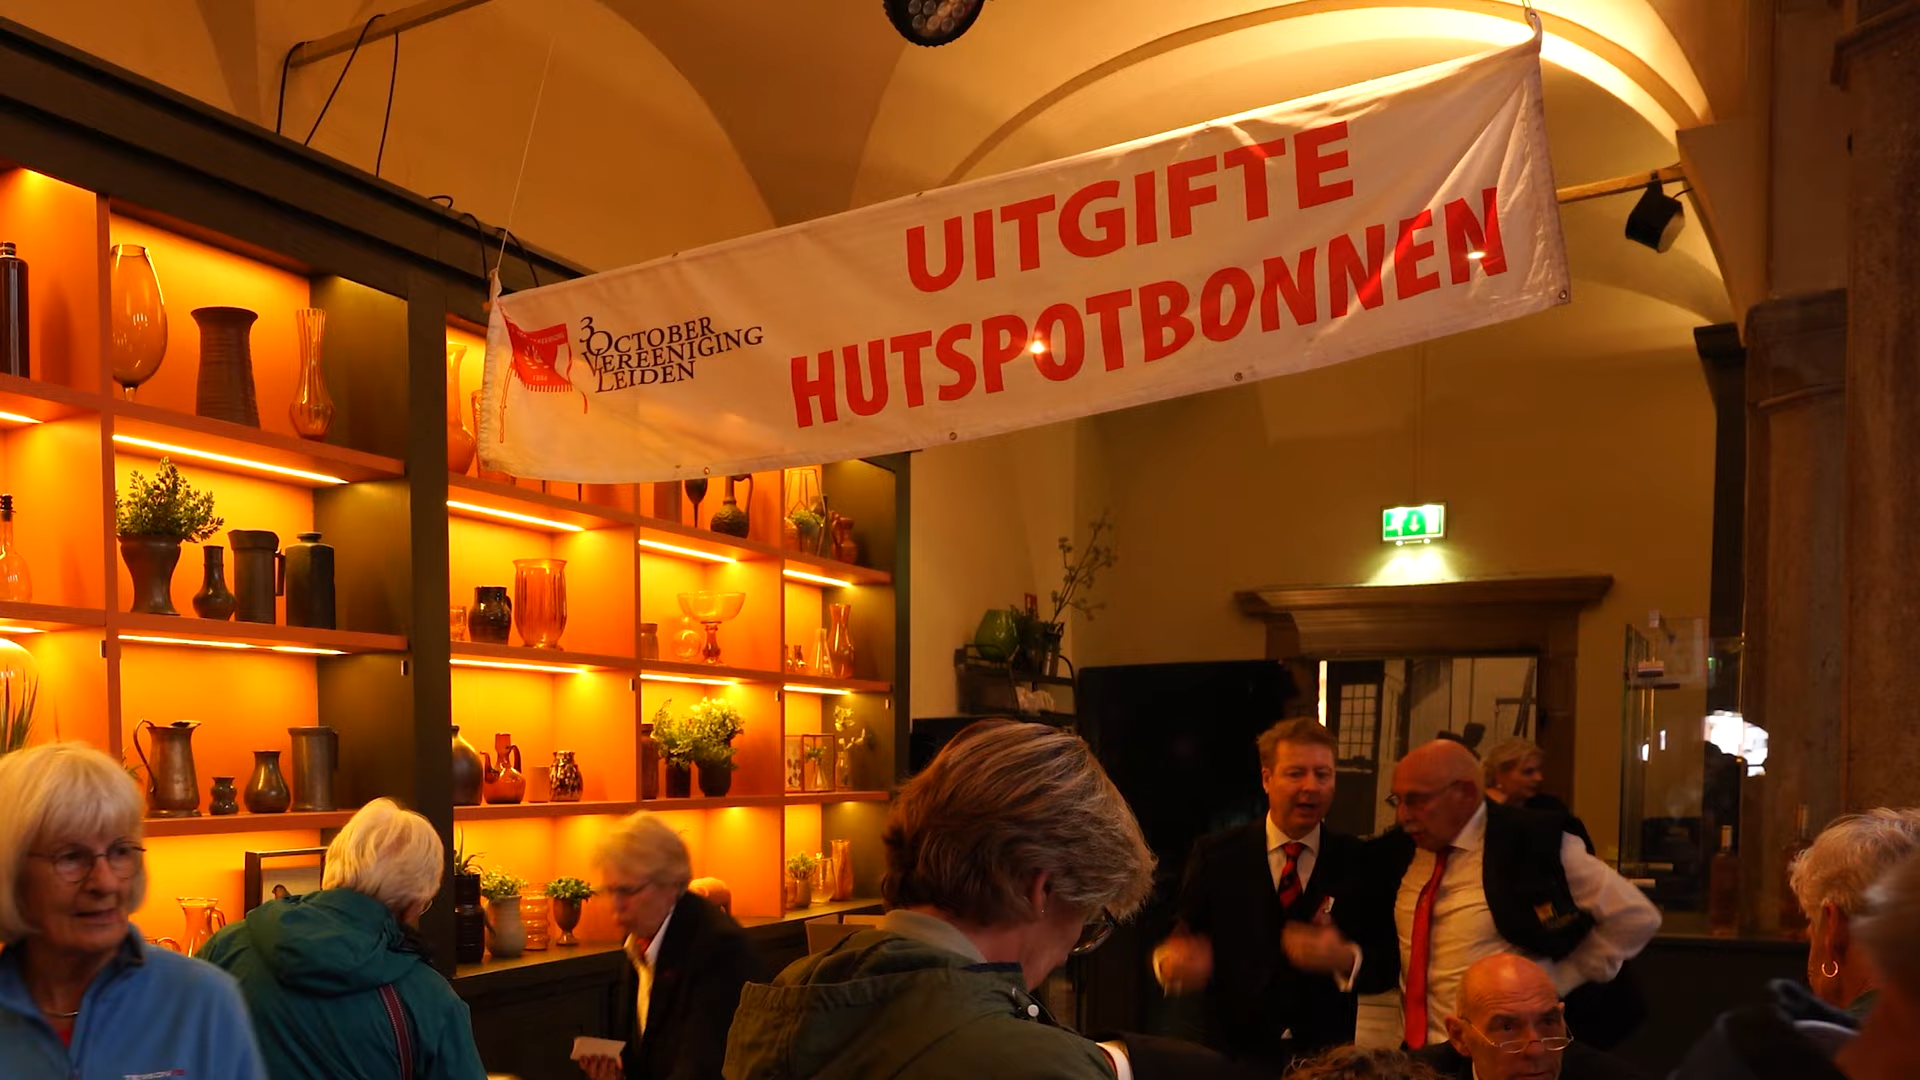 UITGIFTE
HUTSPOTBONNEN
3 OCTOBER
VEREENIGING
LEIDEN